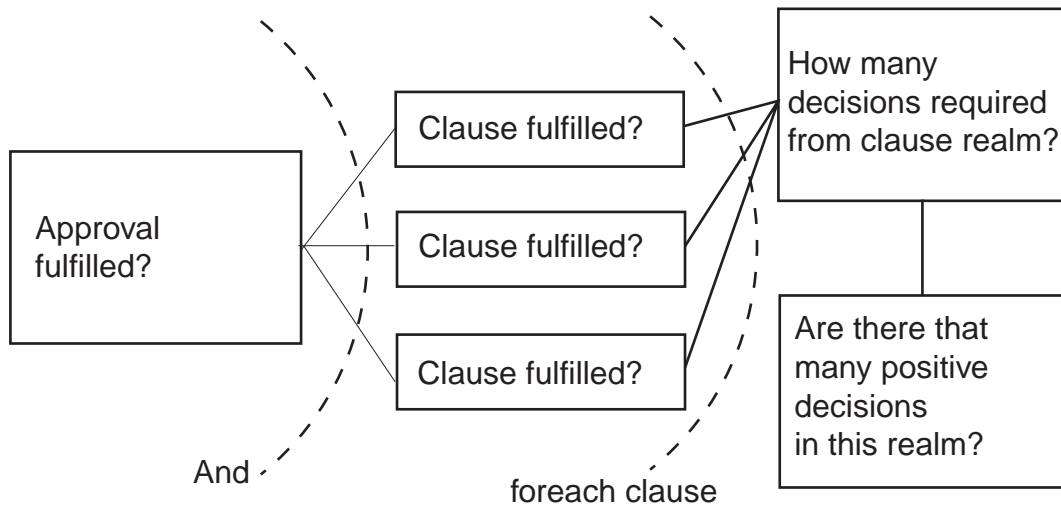 Approval
fulfilled?
And
Clause fulfilled?
Clause fulfilled?
Clause fulfilled?
foreach clause
How many
decisions required
from clause realm?
Are there that
many positive
decisions
in this realm?